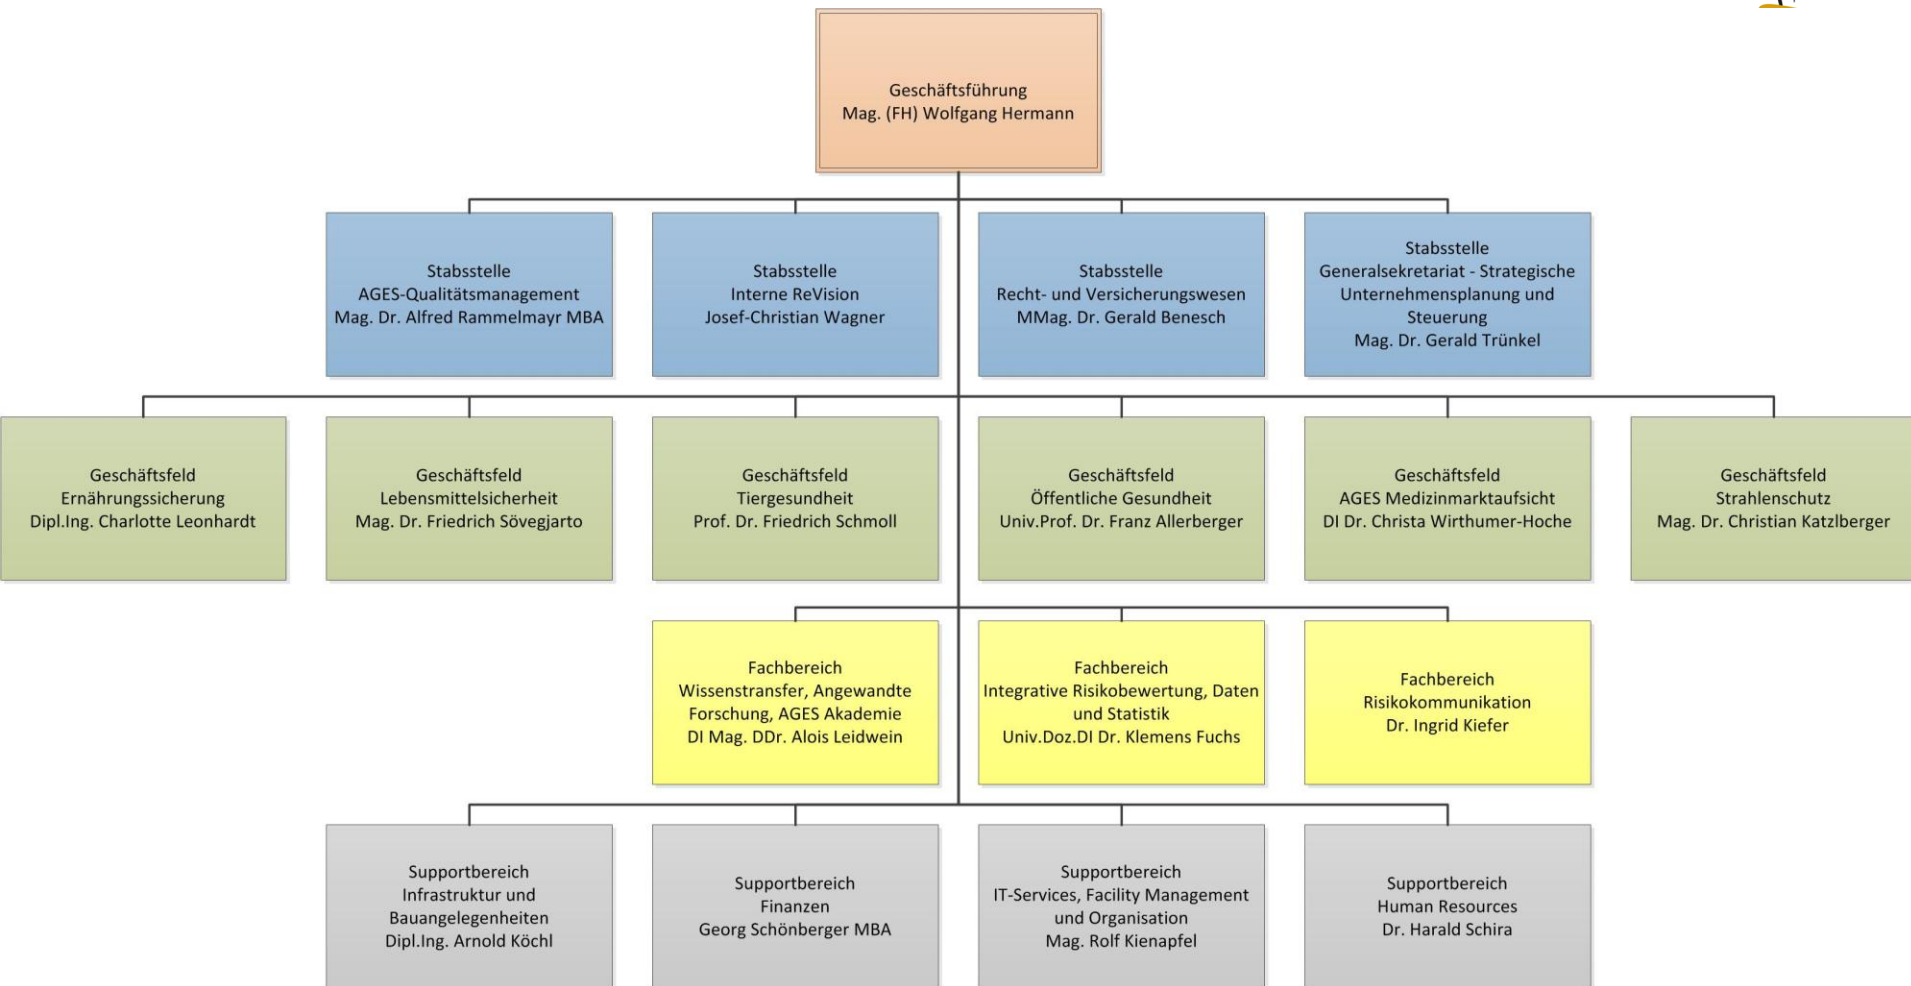 Geschäftsführung
Mag. (FH) Wolfgang Hermann
Stabsstelle
AGES-Qualitätsmanagement
Mag. Dr. Alfred Rammelmayr MBA
Stabsstelle
Interne ReVision
Josef-Christian Wagner
Stabsstelle
Recht- und Versicherungswesen
MMag. Dr. Gerald Benesch
Stabsstelle
Generalsekretariat - Strategische
Unternehmensplanung und
Steuerung
Mag. Dr. Gerald Trünkel
Geschäftsfeld
Ernährungssicherung
Dipl.Ing. Charlotte Leonhardt
Geschäftsfeld
Lebensmittelsicherheit
Mag. Dr. Friedrich Sövegjarto
Geschäftsfeld
Tiergesundheit
Prof. Dr. Friedrich Schmoll
Geschäftsfeld
Öffentliche Gesundheit
Univ.Prof. Dr. Franz Allerberger
Geschäftsfeld
AGES Medizinmarktaufsicht
DI Dr. Christa Wirthumer-Hoche
Geschäftsfeld
Strahlenschutz
Mag. Dr. Christian Katzlberger
Fachbereich
Wissenstransfer, Angewandte
Forschung, AGES Akademie
DI Mag. DDr. Alois Leidwein
Fachbereich
Integrative Risikobewertung, Daten
und Statistik
Univ.Doz.DI Dr. Klemens Fuchs
Fachbereich
Risikokommunikation
Dr. Ingrid Kiefer
Supportbereich
Infrastruktur und
Bauangelegenheiten
Dipl.Ing. Arnold Köchl
Supportbereich
Finanzen
Georg Schönberger MBA
Supportbereich
IT-Services, Facility Management
und Organisation
Mag. Rolf Kienapfel
Supportbereich
Human Resources
Dr. Harald Schira